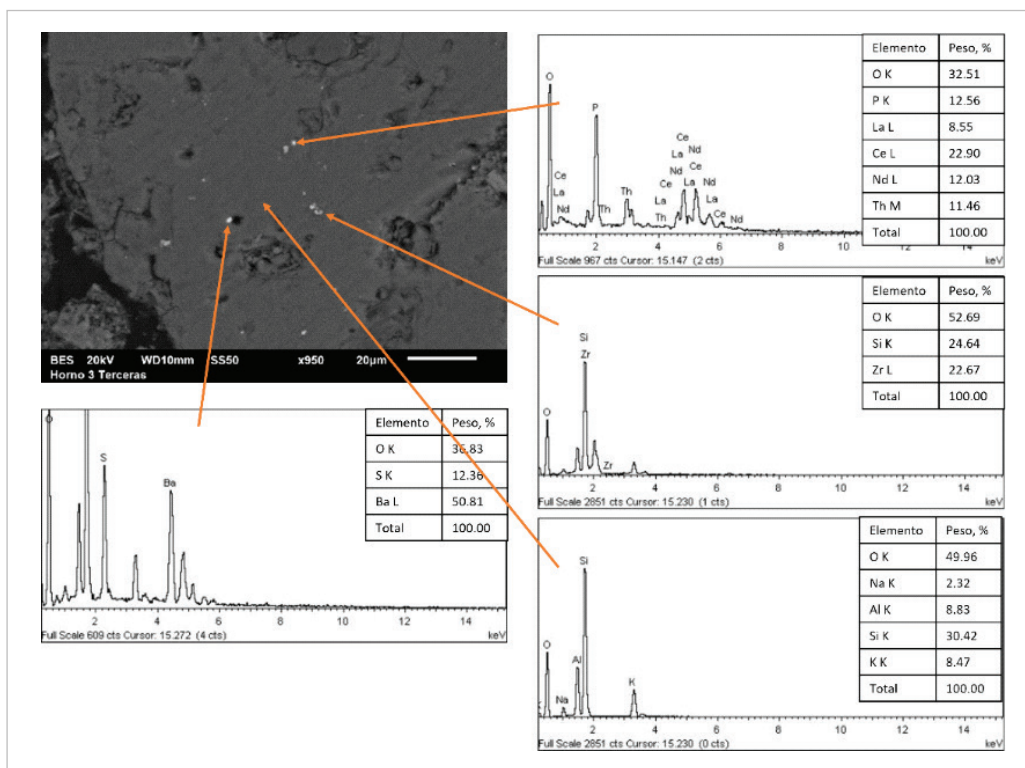 BES 20kV WD10mm SS50 x950 20µm
Horno 3 Terceras
Elemento Peso, %
O K 32.51
P K 12.56
La L 8.55
Ce L 22.90
Nd L 12.03
Th M 11.46
Total 100.00
O
P
Ce
La
Nd
Th
Th
Ce
La
Nd
Ce
La
Nd
Ce
La
Th
Nd
Ce
La
Nd
La
Ce
Nd
2 4 6 8 10
Full Scale 967 cts Cursor: 15.147 (2 cts) keV
Elemento Peso, %
O K 52.69
Si K 24.64
Zr L 22.67
Total 100.00
Si
Zr
O
Zr
2 4 6 8 10 12 14
Full Scale 2851 cts Cursor: 15.230 (1 cts) keV
Elemento Peso, %
O K 36.83
S K 12.36
Ba L 50.81
Total 100.00
O
S
Ba
2 4 6 8 10 12 14
Full Scale 609 cts Cursor: 15.272 (4 cts) keV
Elemento Peso, %
O K 49.96
Na K 2.32
Al K 8.83
Si K 30.42
K K 8.47
Total 100.00
Si
O
Al
Na
K
2 4 6 8 10 12 14
Full Scale 2851 cts Cursor: 15.230 (0 cts) keV